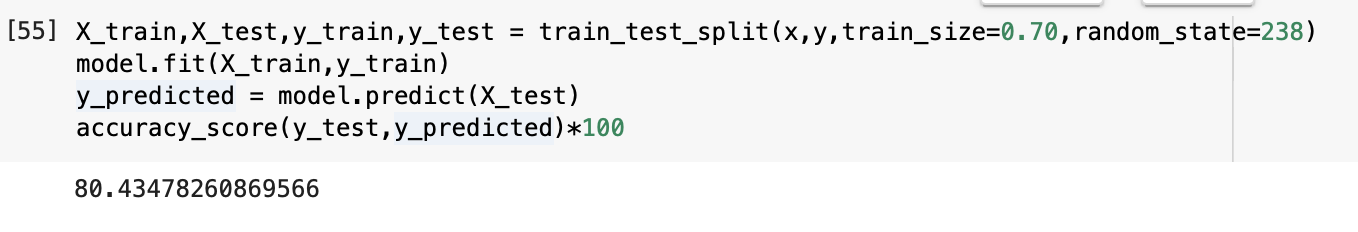 [55] X_train,X_test,y_train,y_test = train_test_split(x,y,train_size=0.70,random_state=238)
model.fit(X_train,y_train)
y_predicted = model.predict(X_test)
accuracy_score(y_test,y_predicted)*100
80.43478260869566